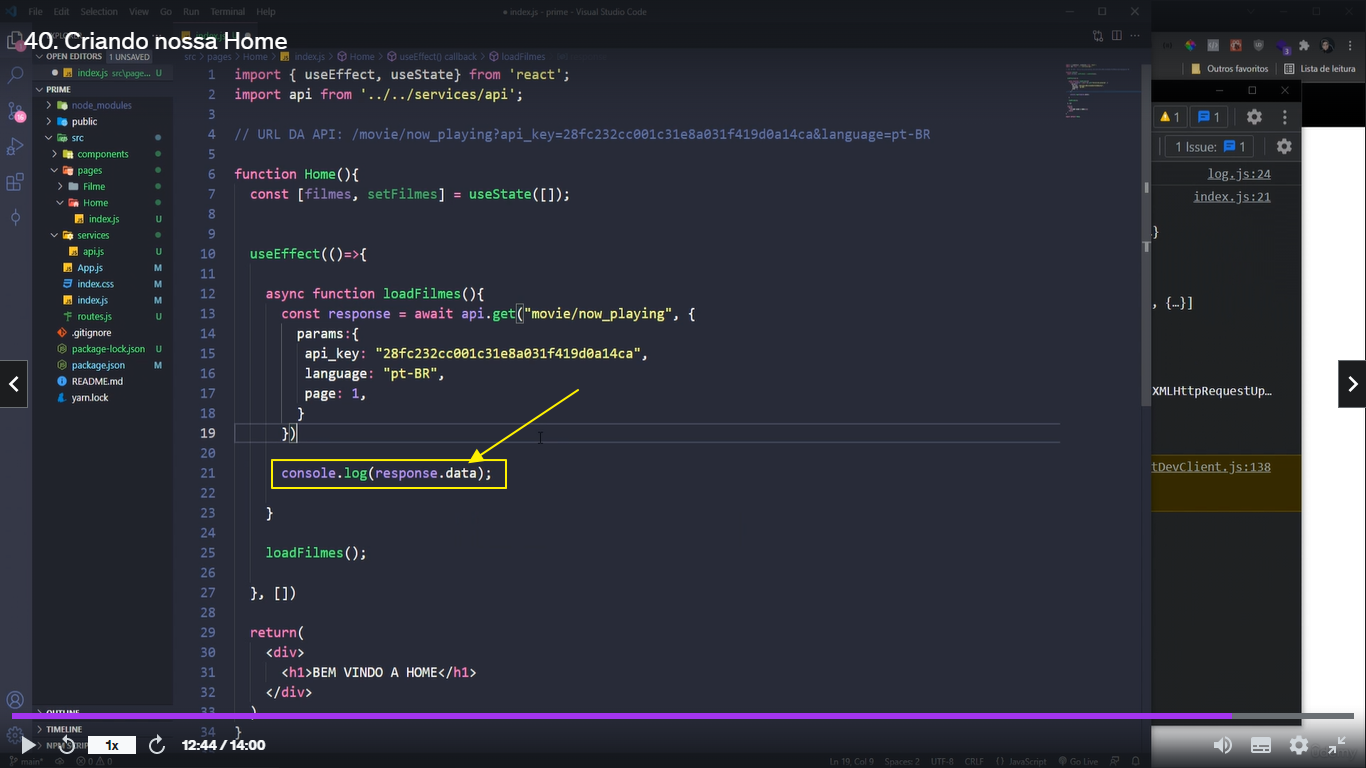 File Edit Selection View Go Run Terminal Help
● index.js - prime - Visual Studio Code
40. Criando nossa Home
OPEN EDITORS 1 UNSAVED
● index.js src\page... U
PRIME
node_modules
public
src
components
pages
Filme
Home
index.js U
services
api.js U
App.js M
index.css M
index.js M
routes.js U
.gitignore
package-lock.json U
package.json M
README.md
yarn.lock
OUTLINE
TIMELINE
src > pages > Home > index.js > Home > useEffect() callback > loadFilmes
1 import { useEffect, useState} from 'react';
2 import api from '../../services/api';
3
4 // URL DA API: /movie/now_playing?api_key=28fc232cc001c31e8a031f419d0a14ca&language=pt-BR
5
6 function Home(){
7 const [filmes, setFilmes] = useState([]);
8
9
10 useEffect(()=>{
11
12 async function loadFilmes(){
13 const response = await api.get("movie/now_playing", {
14 params:{
15 api_key: "28fc232cc001c31e8a031f419d0a14ca",
16 language: "pt-BR",
17 page: 1,
18 }
19 })
20
21 console.log(response.data);
22
23 }
24
25 loadFilmes();
26
27 }, [])
28
29 return(
30 <div>
31 <h1>BEM VINDO A HOME</h1>
32 </div>
33 )
34 }
Outros favoritos Lista de leitura
1 1
1 Issue: 1
log.js:24
index.js:21
.}
, {…}]
XMLHttpRequestUp…
tDevClient.js:138
1x 12:44 / 14:00
main* 0 0 Ln 19, Col 9 Spaces: 2 UTF-8 CRLF {} JavaScript Go Live